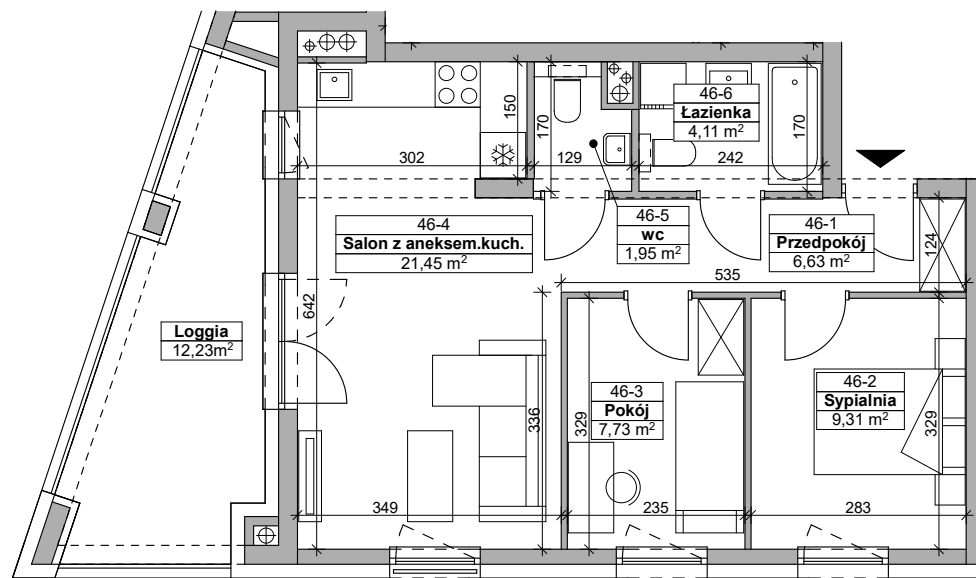 150
170
46-6
Łazienka
4,11 m²
170
302
129
242
46-4
Salon z aneksem.kuch.
21,45 m²
46-5
wc
1,95 m²
46-1
Przedpokój
6,63 m²
124
535
642
Loggia
12,23m²
336
329
46-3
Pokój
7,73 m²
46-2
Sypialnia
9,31 m²
329
349
235
283